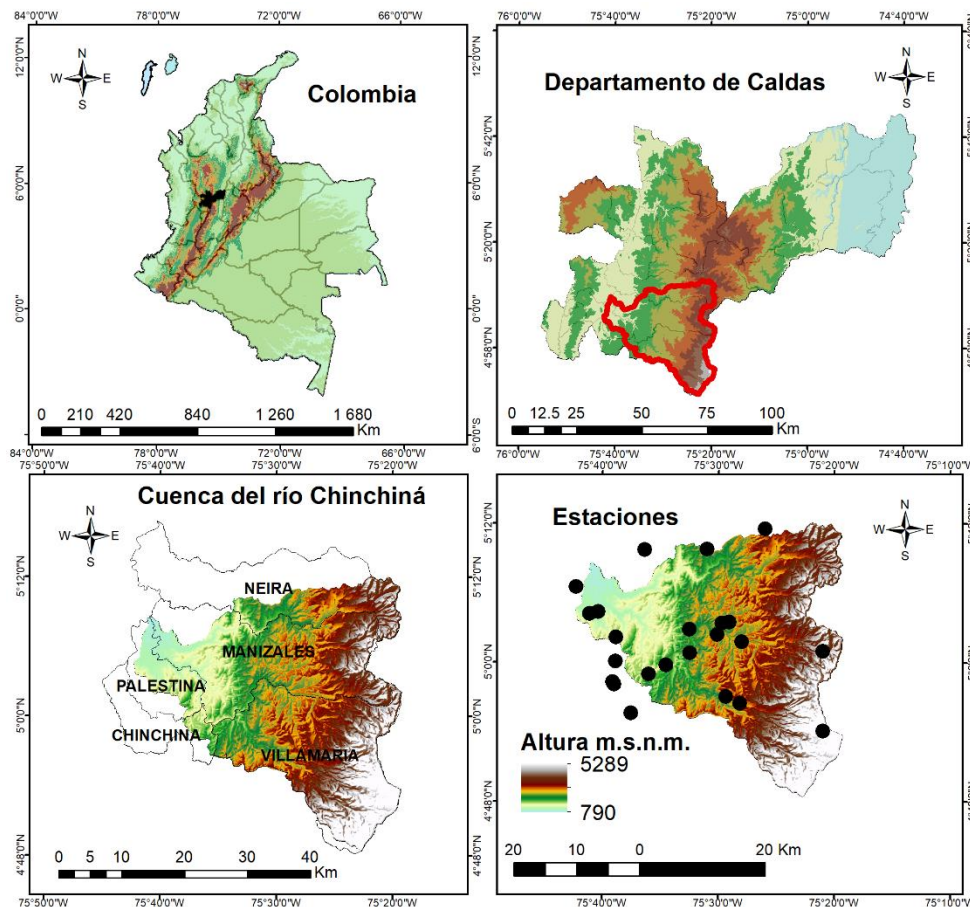 84°0'0"W 78°0'0"W 72°0'0"W 66°0'0"W
12°0'0"N
6°0'0"N
0°0'0"
6°0'0"S
N
W E
S
Colombia
0 210 420 840 1 260 1 680
Km
84°0'0"W 78°0'0"W 72°0'0"W 66°0'0"W
76°0'0"W 75°40'0"W 75°20'0"W 75°0'0"W 74°40'0"W
5°42'0"N
5°20'0"N
4°58'0"N
N
W E
S
Departamento de Caldas
0 12.5 25 50 75 100
Km
76°0'0"W 75°40'0"W 75°20'0"W 75°0'0"W 74°40'0"W
75°50'0"W 75°40'0"W 75°30'0"W 75°20'0"W
5°12'0"N
5°0'0"N
4°48'0"N
Cuenca del río Chinchiná
N
W E
S
NEIRA
MANIZALES
PALESTINA
CHINCHINA
VILLAMARIA
0 5 10 20 30 40
Km
75°50'0"W 75°40'0"W 75°30'0"W 75°20'0"W
75°40'0"W 75°30'0"W 75°20'0"W 75°10'0"W
5°12'0"N
5°0'0"N
4°48'0"N
Estaciones
N
W E
S
Altura m.s.n.m.
5289
790
20 10 0 20 Km
75°40'0"W 75°30'0"W 75°20'0"W 75°10'0"W